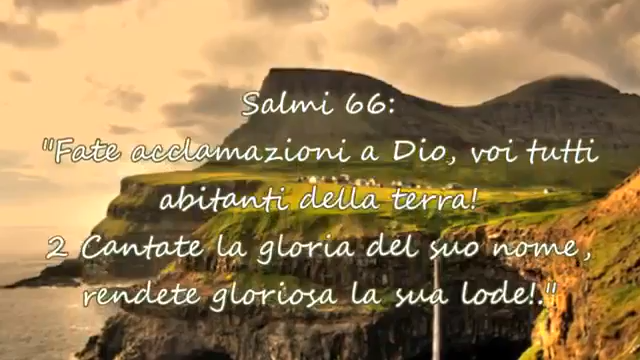 Salmi 66:
"Fate acclamazioni a Dio, voi tutti
abitanti della terra!
2 Cantate la gloria del suo nome,
rendete gloriosa la sua lode!."